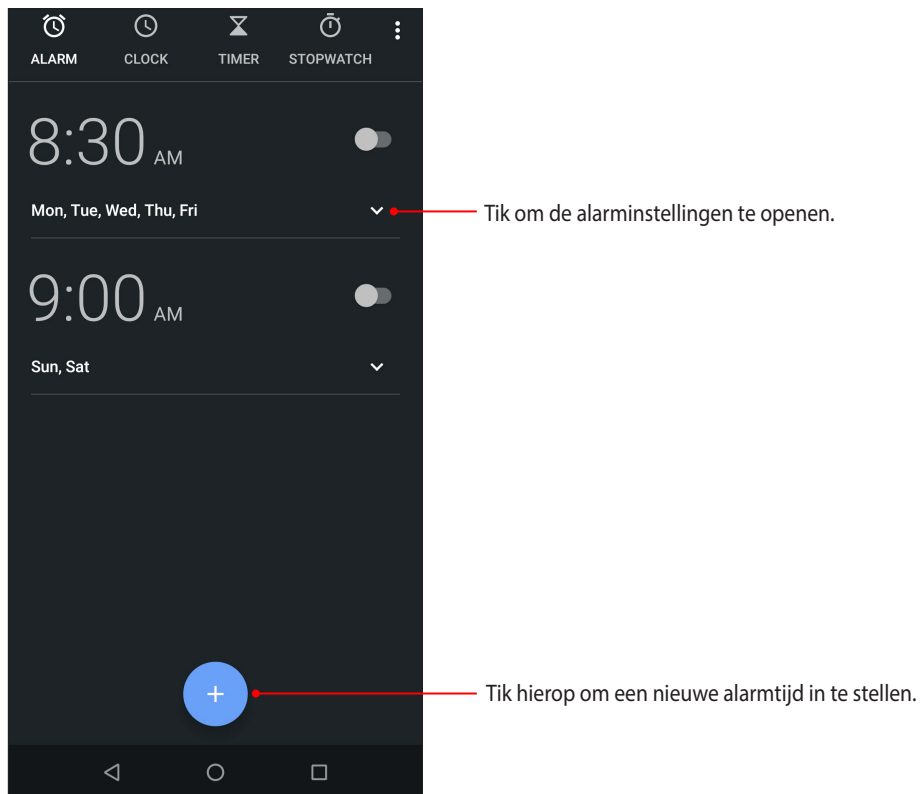 ALARM CLOCK TIMER STOPWATCH
8:30 AM
Mon, Tue, Wed, Thu, Fri
Tik om de alarminstellingen te openen.
9:00 AM
Sun, Sat
Tik hierop om een nieuwe alarmtijd in te stellen.